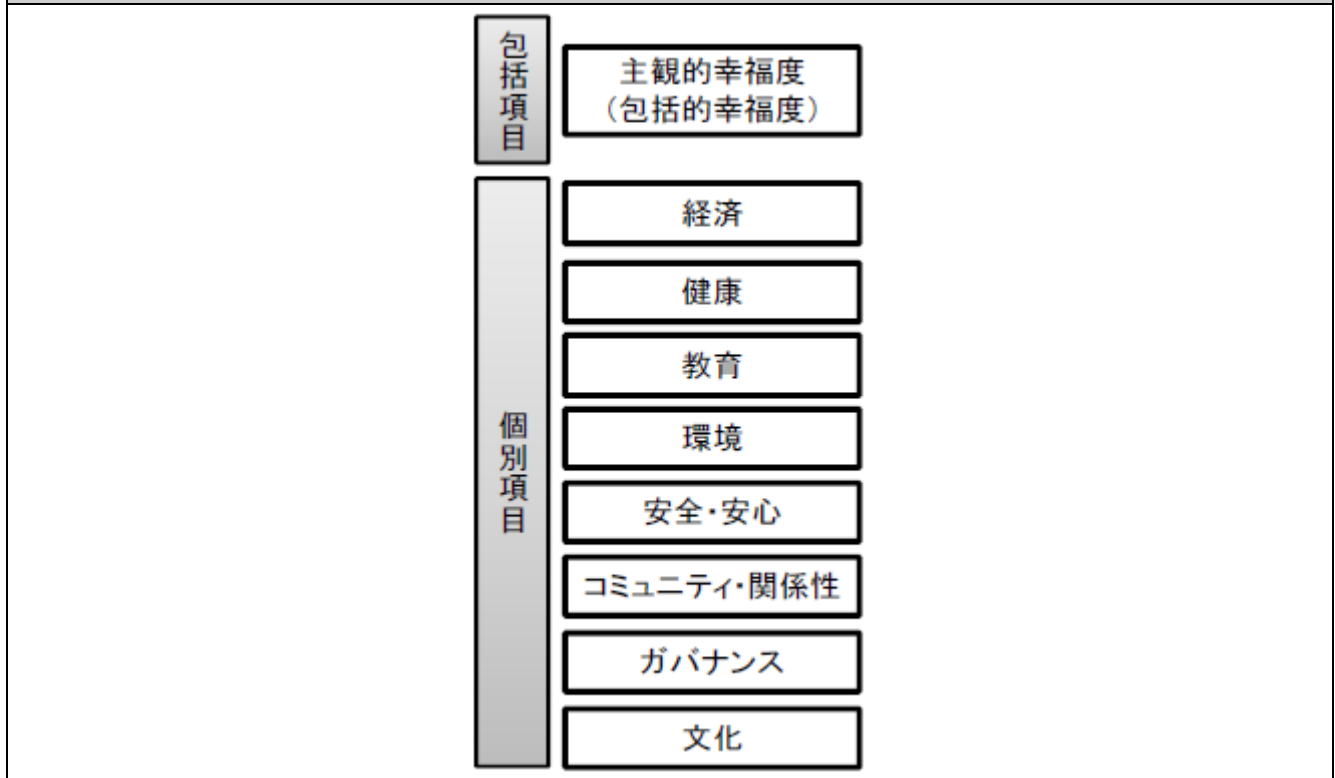 包括項目
主観的幸福度
（包括的幸福度）
個別項目
経済
健康
教育
環境
安全・安心
コミュニティ・関係性
ガバナンス
文化